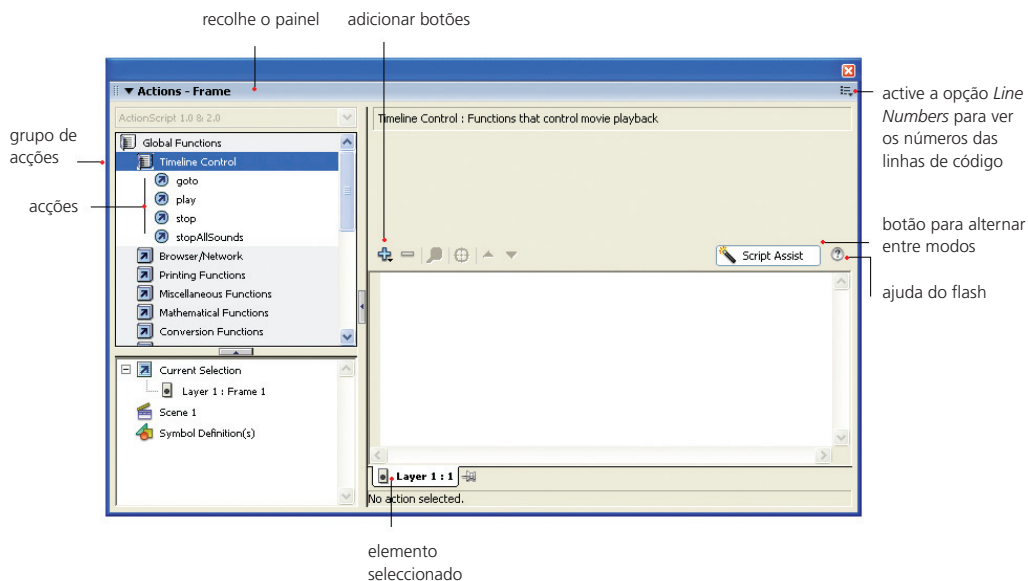 recolhe o painel
adicionar botões
Actions - Frame
active a opção Line
Numbers para ver
os números das
linhas de código
ActionScript 1.0 & 2.0
Timeline Control : Functions that control movie playback
grupo de
acções
Global Functions
Timeline Control
goto
play
stop
stopAllSounds
acções
Browser/Network
Printing Functions
Miscellaneous Functions
Mathematical Functions
Conversion Functions
Script Assist
botão para alternar
entre modos
ajuda do flash
Current Selection
Layer 1 : Frame 1
Scene 1
Symbol Definition(s)
Layer 1 : 1
No action selected.
elemento
seleccionado